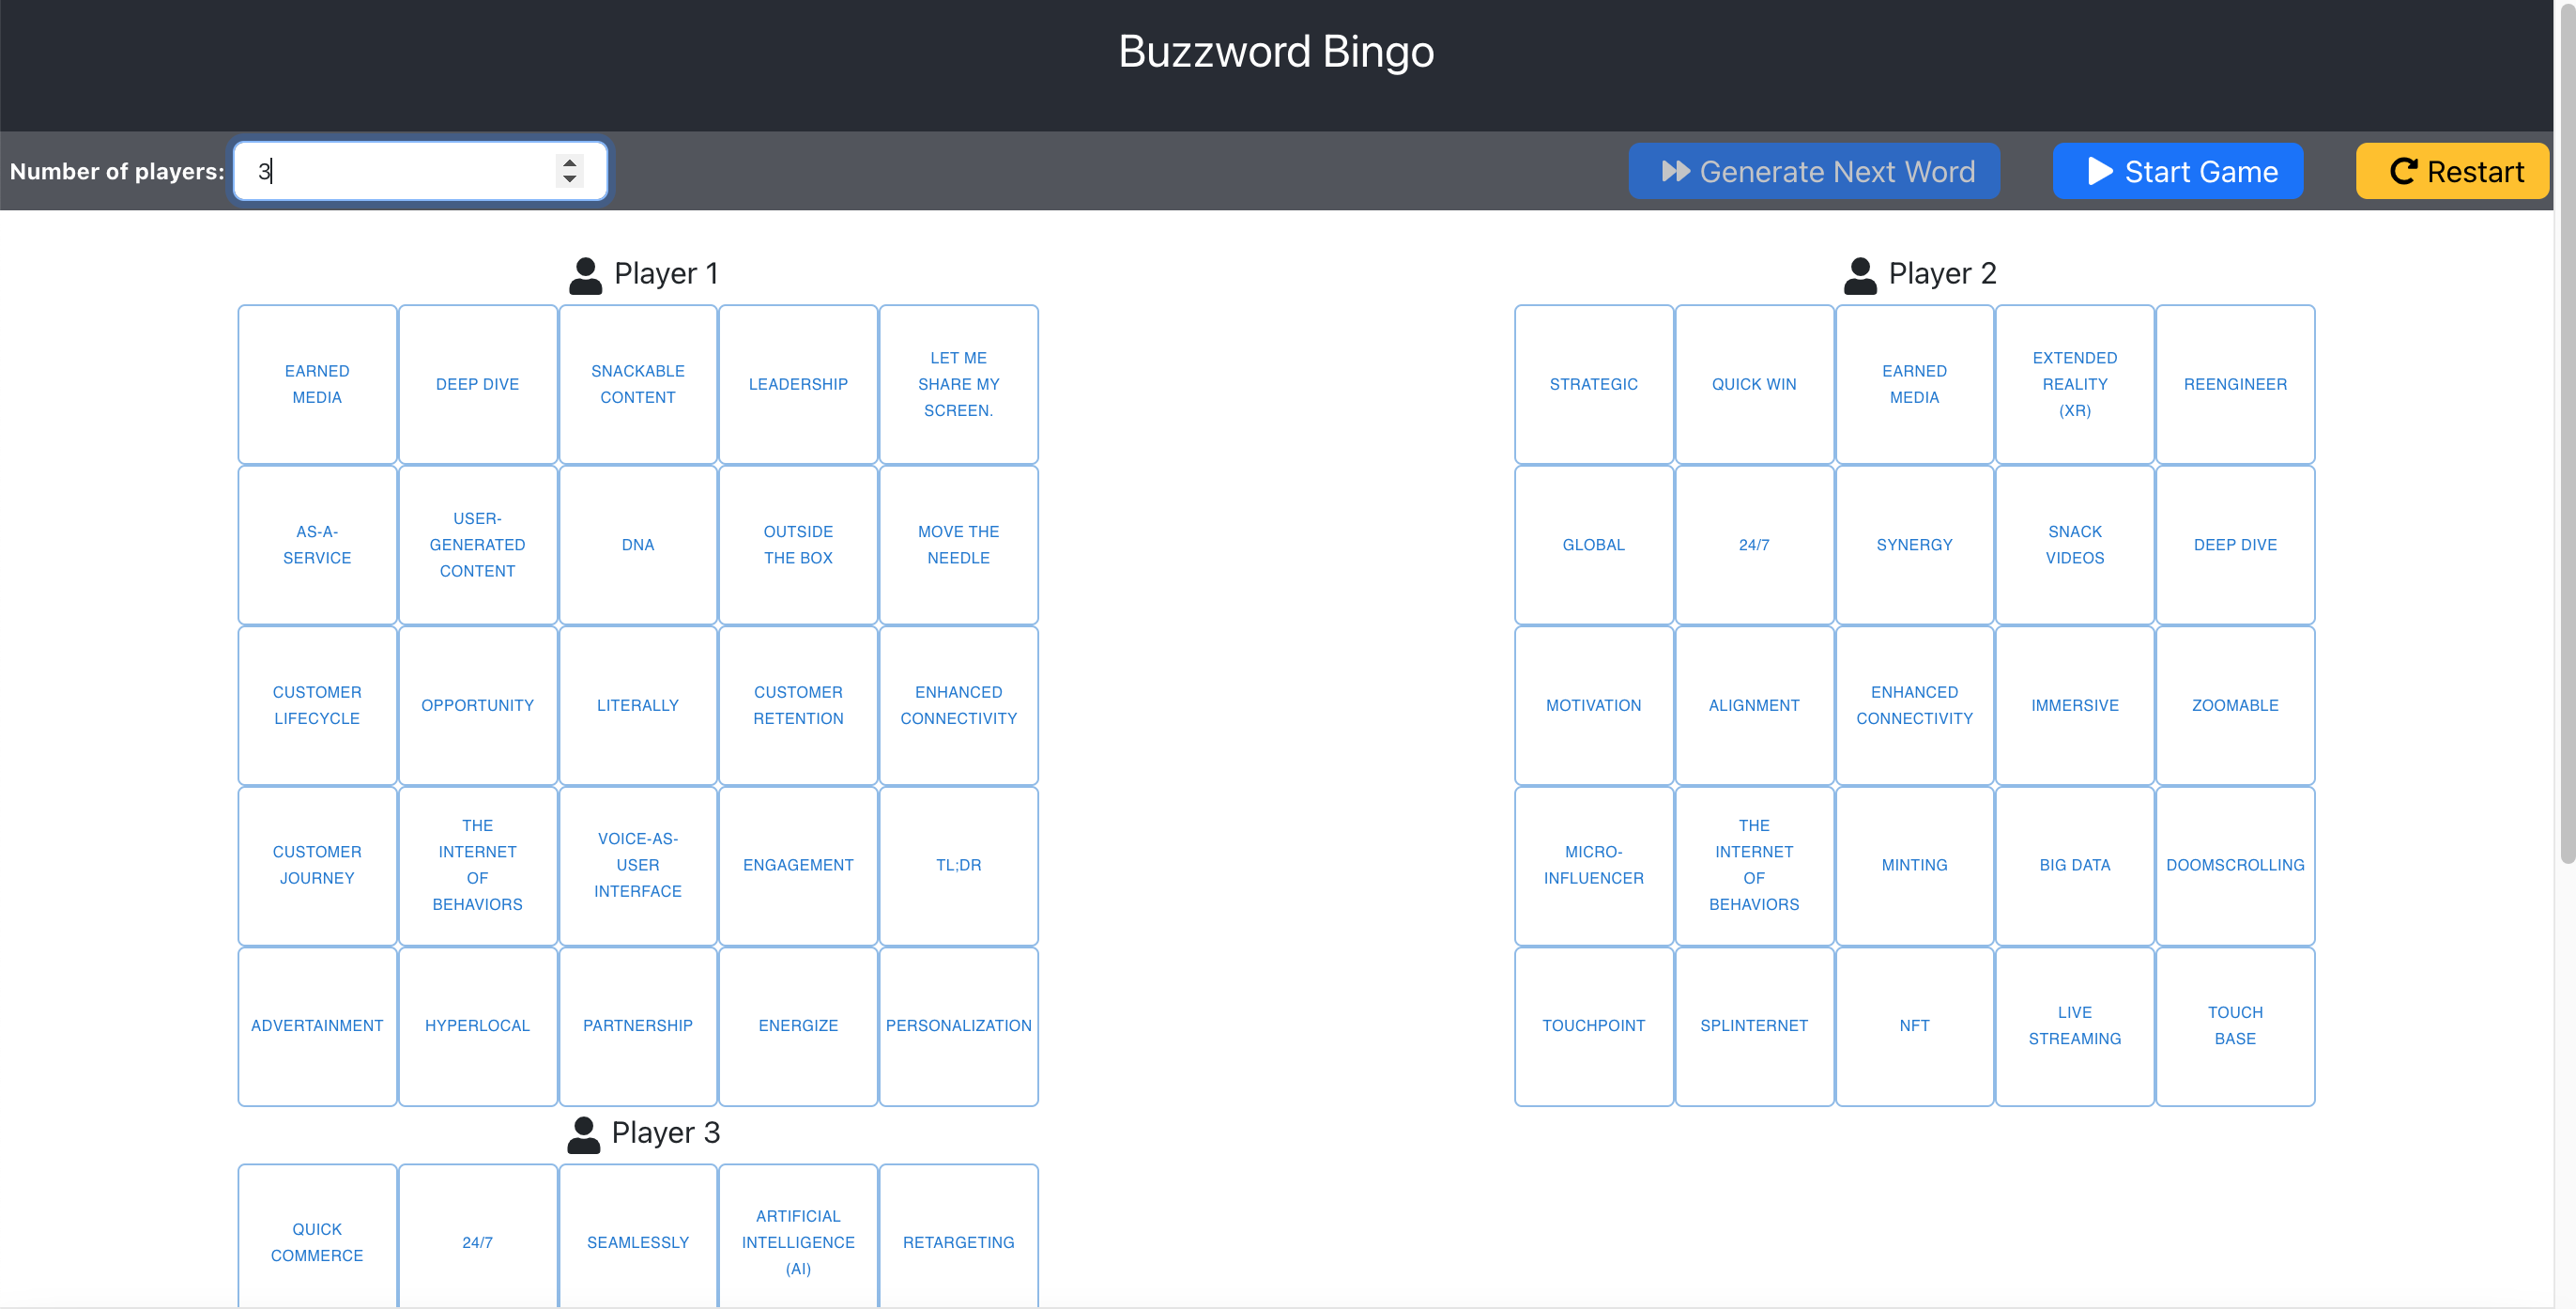 Buzzword Bingo
Number of players: 3
Generate Next Word
Start Game
Restart
Player 1
EARNED
MEDIA
DEEP DIVE
SNACKABLE
CONTENT
LEADERSHIP
LET ME
SHARE MY
SCREEN.
AS-A-
SERVICE
USER-
GENERATED
CONTENT
DNA
OUTSIDE
THE BOX
MOVE THE
NEEDLE
CUSTOMER
LIFECYCLE
OPPORTUNITY
LITERALLY
CUSTOMER
RETENTION
ENHANCED
CONNECTIVITY
CUSTOMER
JOURNEY
THE
INTERNET
OF
BEHAVIORS
VOICE-AS-
USER
INTERFACE
ENGAGEMENT
TL;DR
ADVERTAINMENT
HYPERLOCAL
PARTNERSHIP
ENERGIZE
PERSONALIZATION
Player 2
STRATEGIC
QUICK WIN
EARNED
MEDIA
EXTENDED
REALITY
(XR)
REENGINEER
GLOBAL
24/7
SYNERGY
SNACK
VIDEOS
DEEP DIVE
MOTIVATION
ALIGNMENT
ENHANCED
CONNECTIVITY
IMMERSIVE
ZOOMABLE
MICRO-
INFLUENCER
THE
INTERNET
OF
BEHAVIORS
MINTING
BIG DATA
DOOMSCROLLING
TOUCHPOINT
SPLINTERNET
NFT
LIVE
STREAMING
TOUCH
BASE
Player 3
QUICK
COMMERCE
24/7
SEAMLESSLY
ARTIFICIAL
INTELLIGENCE
(AI)
RETARGETING